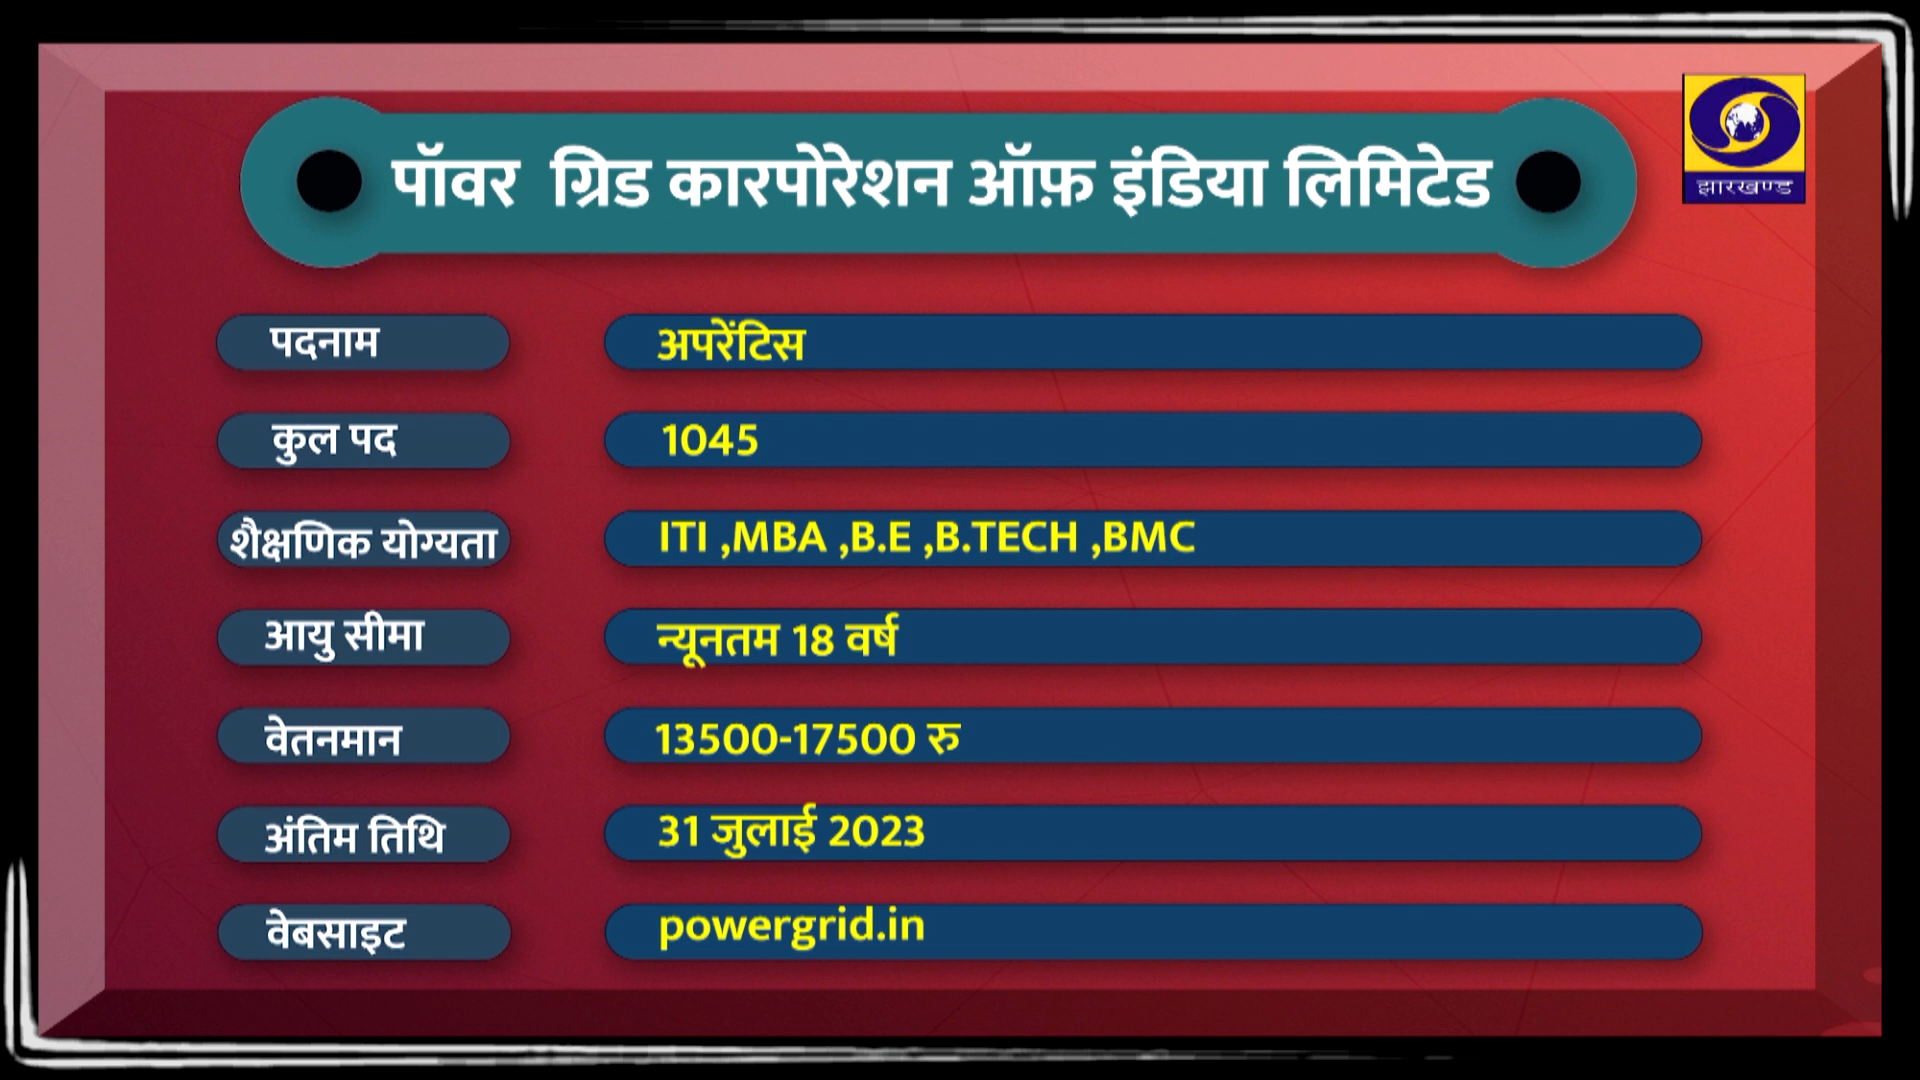 पॉवर ग्रिड कारपोरेशन ऑफ़ इंडिया लिमिटेड
झारखण्ड
पदनाम अपरेंटिस
कुल पद 1045
शैक्षणिक योग्यता ITI ,MBA ,B.E ,B.TECH ,BMC
आयु सीमा न्यूनतम 18 वर्ष
वेतनमान 13500-17500 रु
अंतिम तिथि 31 जुलाई 2023
वेबसाइट powergrid.in